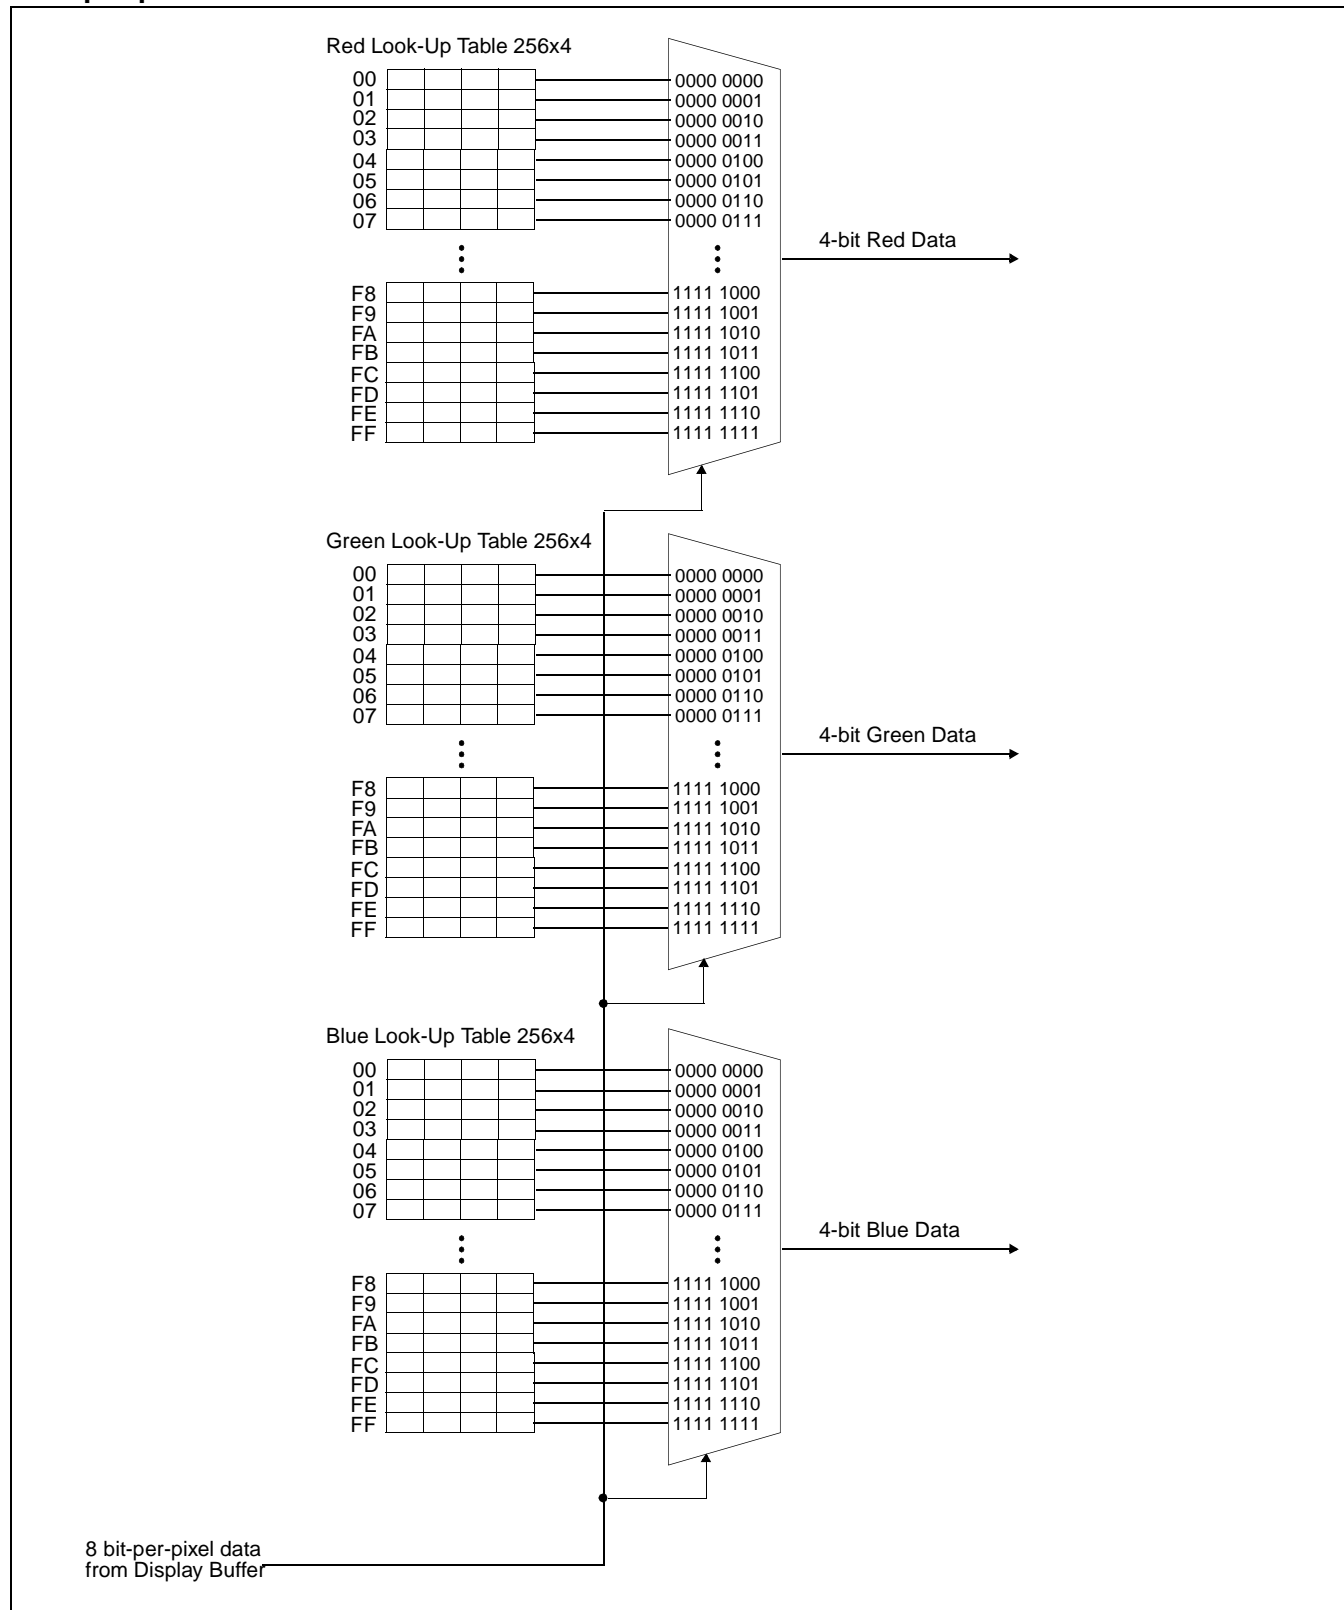 Red Look-Up Table 256x4
00 0000 0000
01 0000 0001
02 0000 0010
03 0000 0011
04 0000 0100
05 0000 0101
06 0000 0110
07 0000 0111
4-bit Red Data
F8 1111 1000
F9 1111 1001
FA 1111 1010
FB 1111 1011
FC 1111 1100
FD 1111 1101
FE 1111 1110
FF 1111 1111
Green Look-Up Table 256x4
00 0000 0000
01 0000 0001
02 0000 0010
03 0000 0011
04 0000 0100
05 0000 0101
06 0000 0110
07 0000 0111
4-bit Green Data
F8 1111 1000
F9 1111 1001
FA 1111 1010
FB 1111 1011
FC 1111 1100
FD 1111 1101
FE 1111 1110
FF 1111 1111
Blue Look-Up Table 256x4
00 0000 0000
01 0000 0001
02 0000 0010
03 0000 0011
04 0000 0100
05 0000 0101
06 0000 0110
07 0000 0111
4-bit Blue Data
F8 1111 1000
F9 1111 1001
FA 1111 1010
FB 1111 1011
FC 1111 1100
FD 1111 1101
FE 1111 1110
FF 1111 1111
8 bit-per-pixel data
from Display Buffer